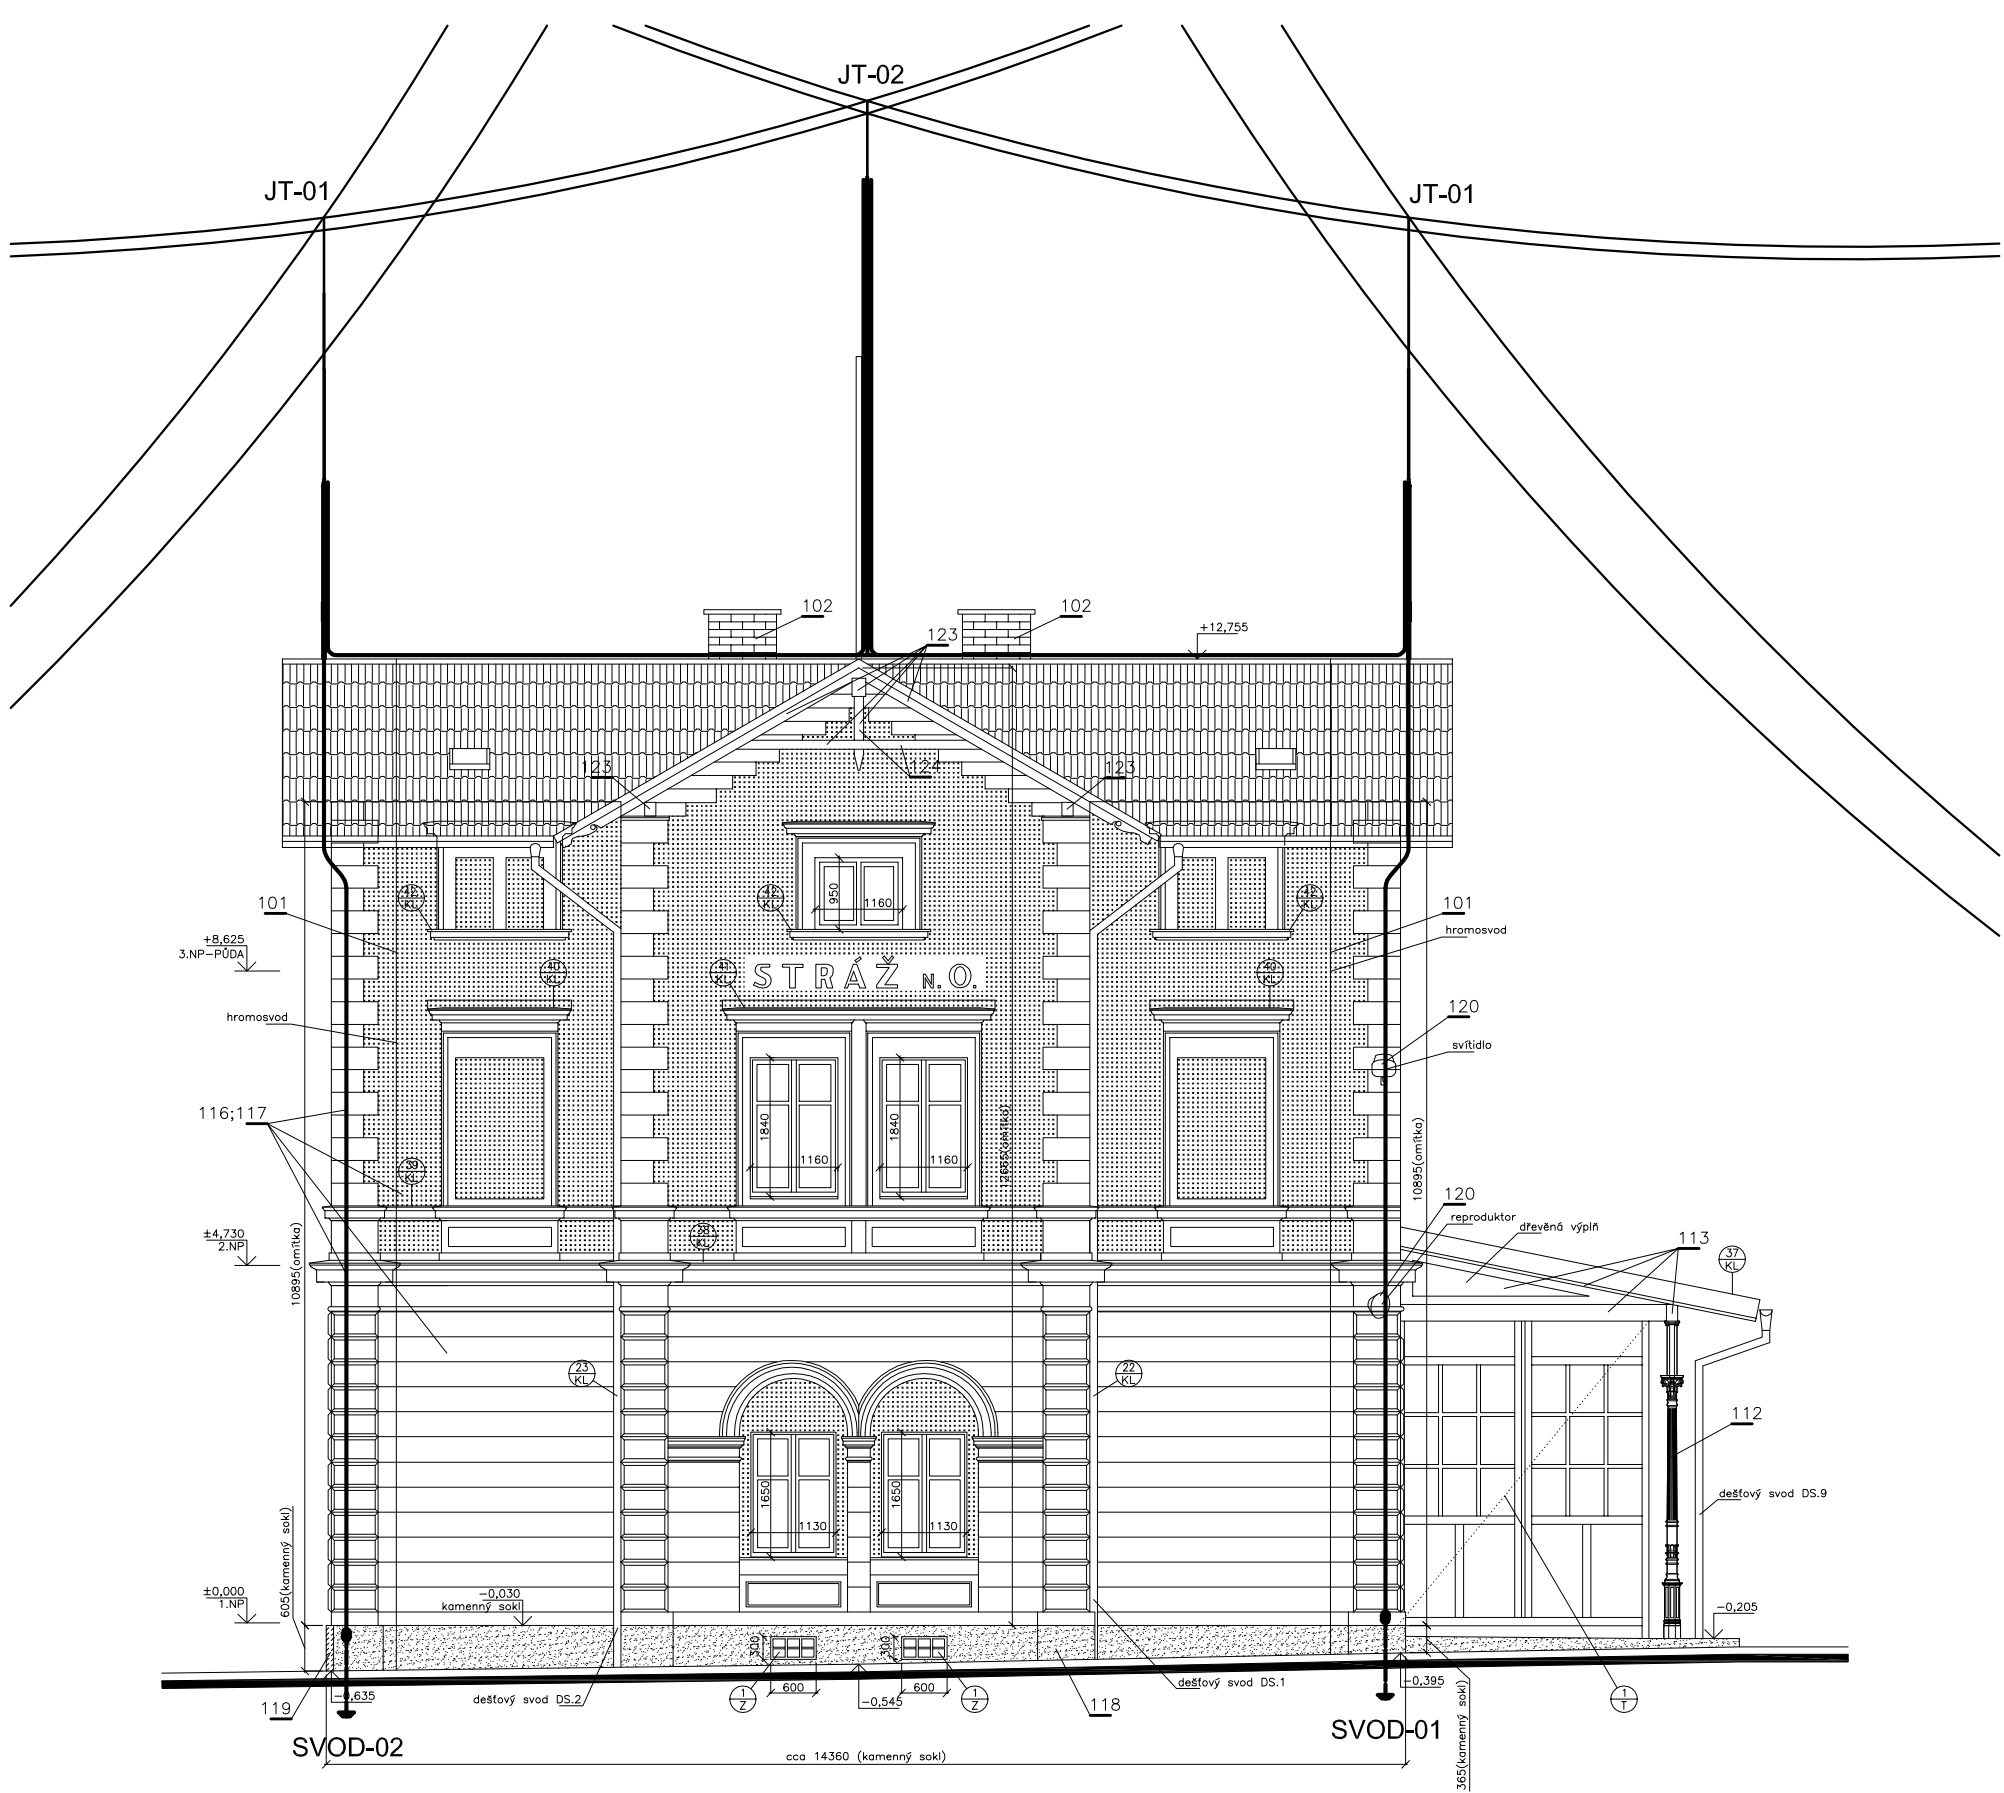 JT-02
JT-01
JT-01
102
102
123
+12,755
123
124
123
950
1160
42
KL
42
KL
42
KL
101
101
hromosvod
+8,625
3.NP-PŮDA
40
KL
41
KL
STRÁŽ N.O.
40
KL
hromosvod
120
svítidlo
116;117
1840
1840
1160
1160
12665(omítka)
10895(omítka)
39
KL
120
reproduktor
dřevěná výplň
±4,730
2.NP
38
KL
113
37
KL
10895(omítka)
23
KL
22
KL
112
1650
1650
1130
1130
dešťový svod DS.9
605(kamenný sokl)
±0,000
1.NP
-0,030
kamenný sokl
-0,205
300
300
-0,635
600
600
-0,545
-0,395
119
dešťový svod DS.2
1
Z
1
Z
dešťový svod DS.1
118
1
T
SVOD-02
SVOD-01
cca 14360 (kamenný sokl)
365(kamenný sokl)